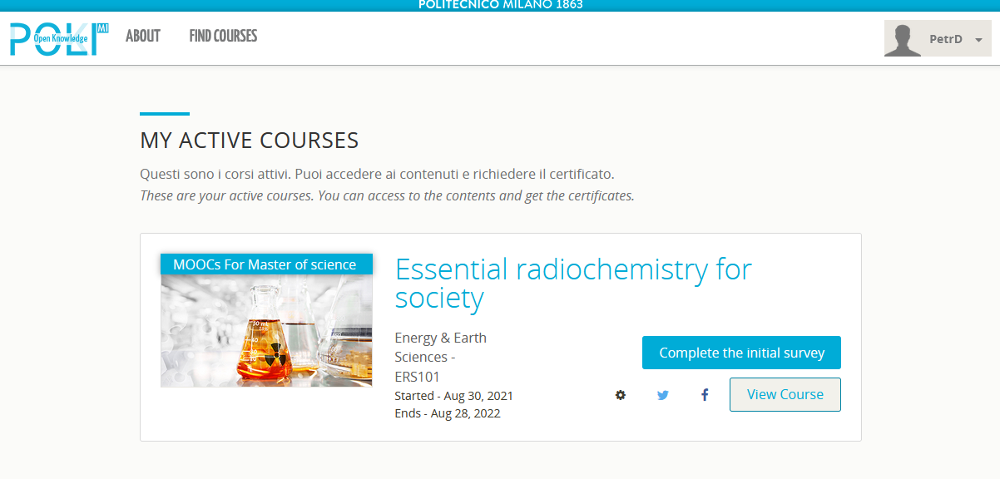 POLITECNICO MILANO 1863
POLI MI
Open Knowledge
ABOUT
FIND COURSES
PetrD
MY ACTIVE COURSES
Questi sono i corsi attivi. Puoi accedere ai contenuti e richiedere il certificato.
These are your active courses. You can access to the contents and get the certificates.
MOOCs For Master of science
50 ml
Essential radiochemistry for
society
Energy & Earth
Sciences -
ERS101
Started - Aug 30, 2021
Ends - Aug 28, 2022
Complete the initial survey
View Course